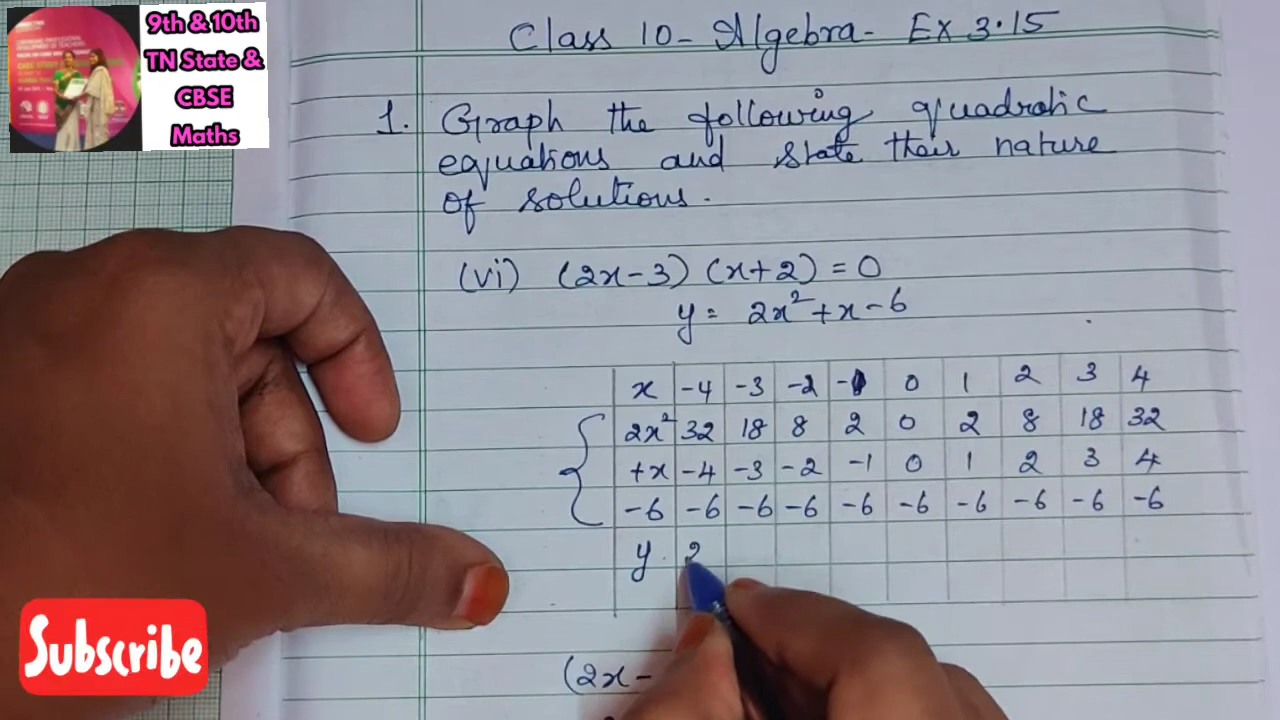 9th & 10th
TN State &
CBSE
Maths
Class 10 - Algebra - Ex 3.15
1. Graph the following quadratic
equations and state their nature
of solutions.
(vi) (2x-3) (x+2) = 0
y = 2x²+x-6
x -4 -3 -2 -1 0 1 2 3 4
2x² 32 18 8 2 0 2 8 18 32
+x -4 -3 -2 -1 0 1 2 3 4
-6 -6 -6 -6 -6 -6 -6 -6 -6 -6
y 2
(2x-
Subscribe